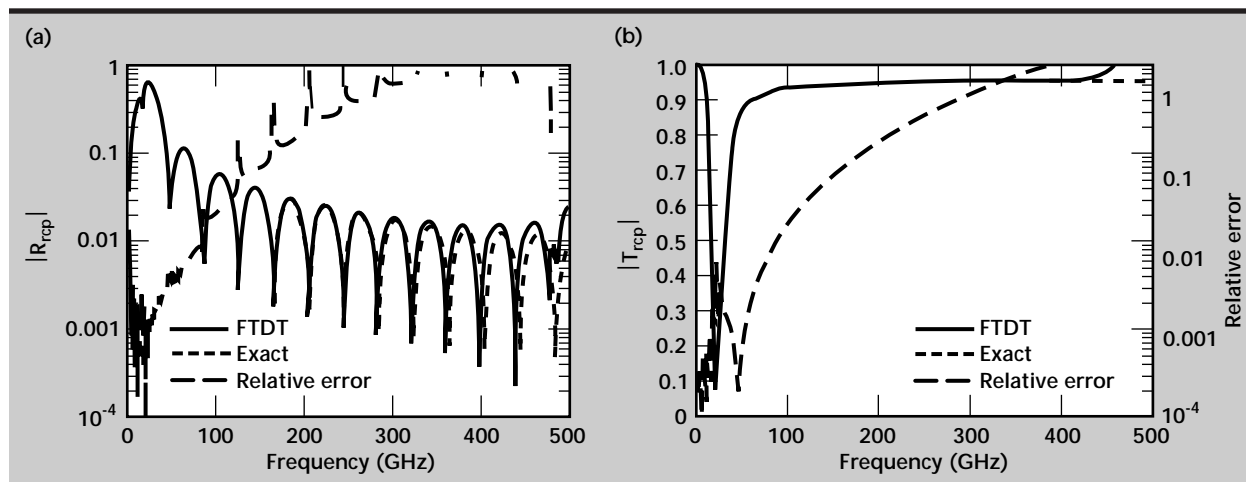 (a)
|R_rcp|
1
0.1
0.01
0.001
10^-4
FTDT
Exact
Relative error
0 100 200 300 400 500
Frequency (GHz)
(b)
|T_rcp|
1.0
0.9
0.8
0.7
0.6
0.5
0.4
0.3
0.2
0.1
0
FTDT
Exact
Relative error
0 100 200 300 400 500
Frequency (GHz)
1
0.1
0.01
0.001
10^-4
Relative error